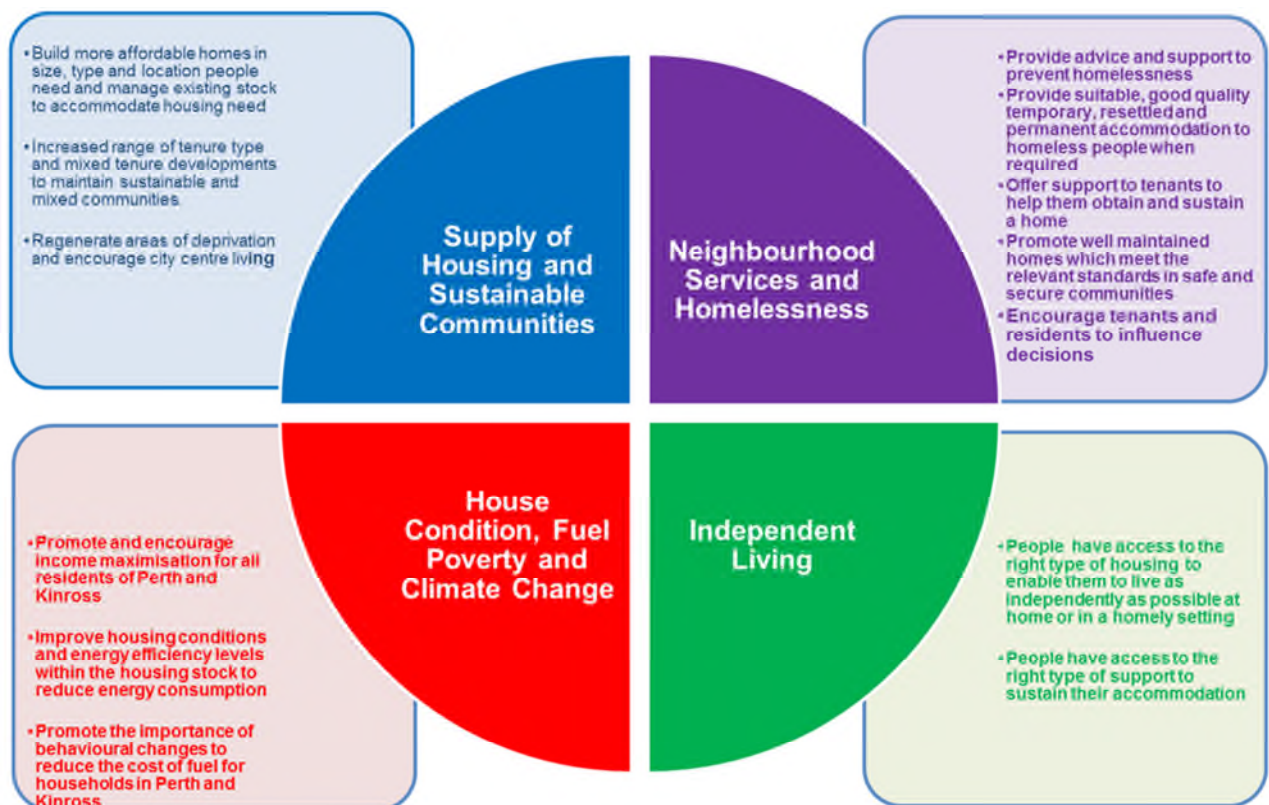 •Build more affordable homes in
size, type and location people
need and manage existing stock
to accommodate housing need
•Increased range of tenure type
and mixed tenure developments
to maintain sustainable and
mixed communities.
•Regenerate areas of deprivation
and encourage city centre living
Supply of
Housing and
Sustainable
Communities
Neighbourhood
Services and
Homelessness
•Provide advice and support to
prevent homelessness
•Provide suitable, good quality
temporary, resettled and
permanent accommodation to
homeless people when
required
•Offer support to tenants to
help them obtain and sustain
a home
•Promote well maintained
homes which meet the
relevant standards in safe and
secure communities
•Encourage tenants and
residents to influence
decisions
•Promote and encourage
income maximisation for all
residents of Perth and
Kinross
•Improve housing conditions
and energy efficiency levels
within the housing stock to
reduce energy consumption
•Promote the importance of
behavioural changes to
reduce the cost of fuel for
households in Perth and
Kinross
House
Condition, Fuel
Poverty and
Climate Change
Independent
Living
•People have access to the
right type of housing to
enable them to live as
independently as possible at
home or in a homely setting
•People have access to the
right type of support to
sustain their accommodation